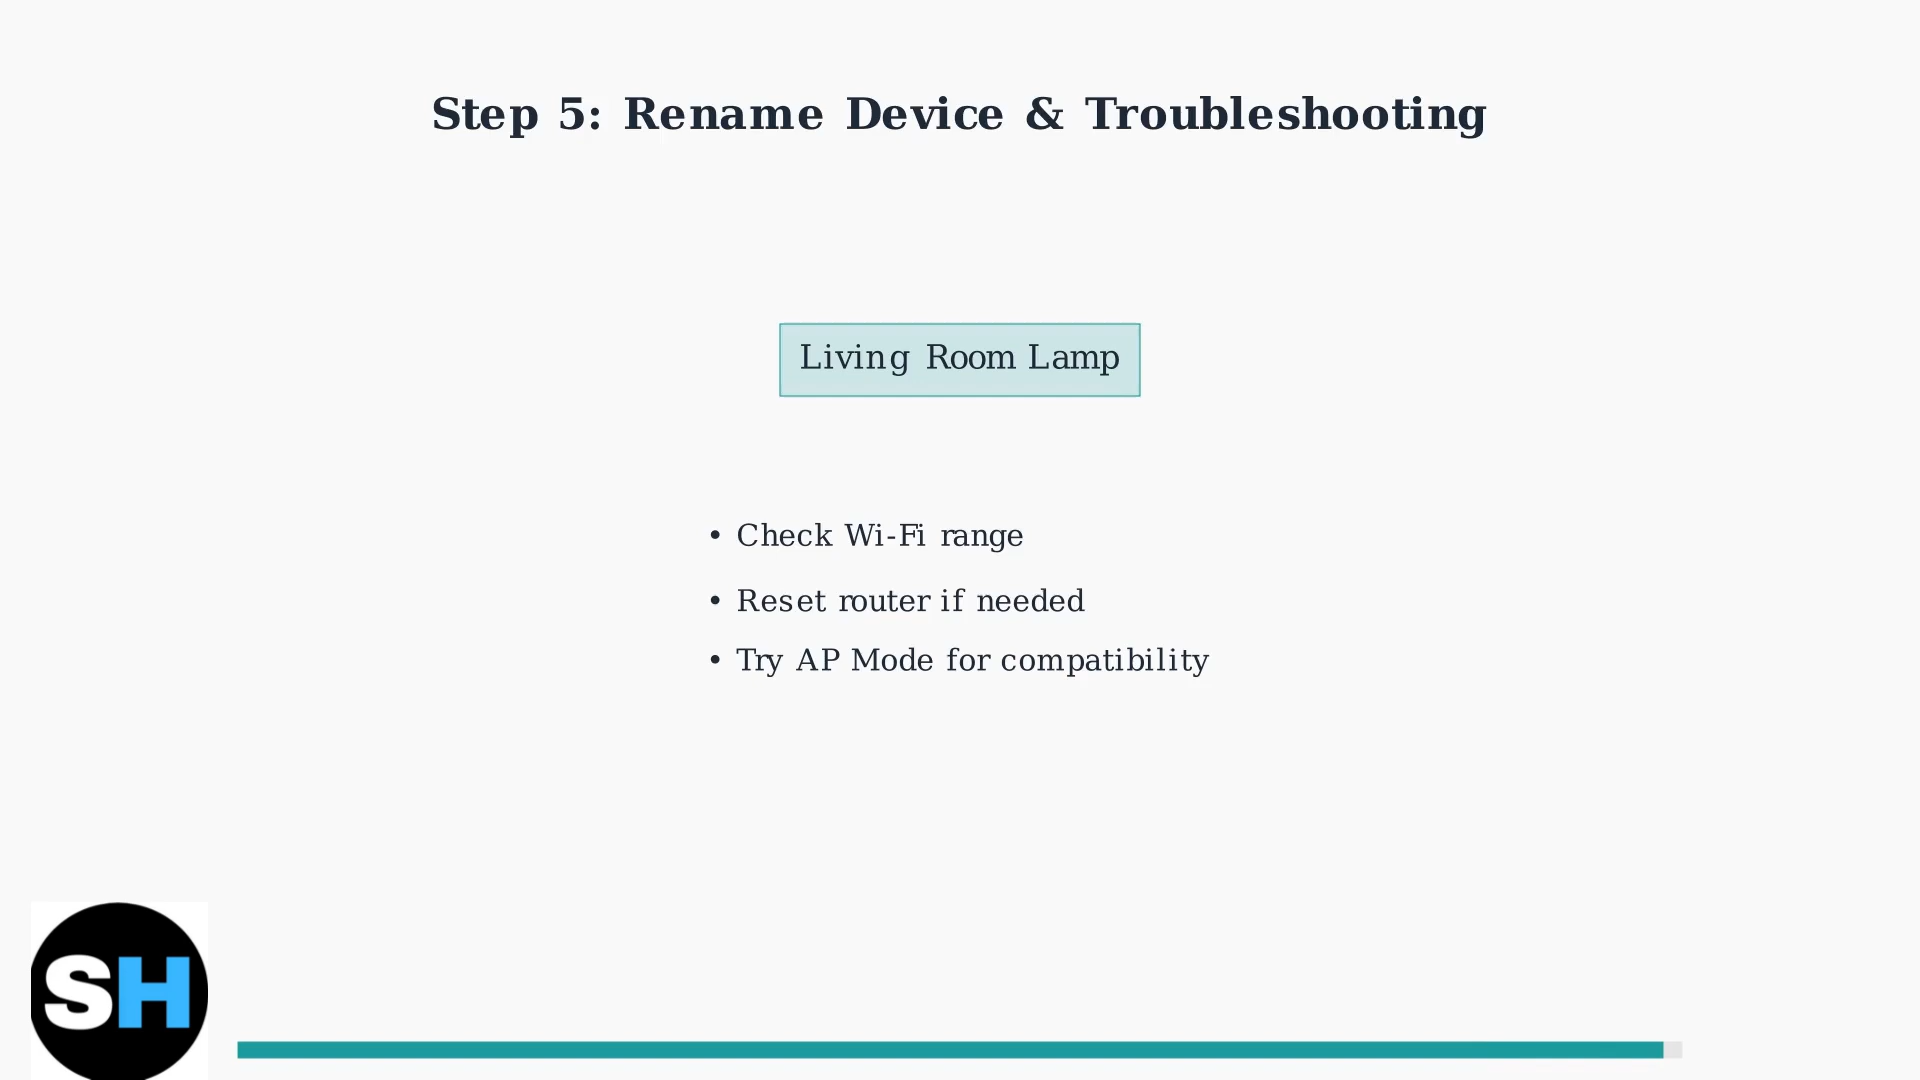 Step 5: Rename Device & Troubleshooting
Living Room Lamp
• Check Wi-Fi range
• Reset router if needed
• Try AP Mode for compatibility
SH